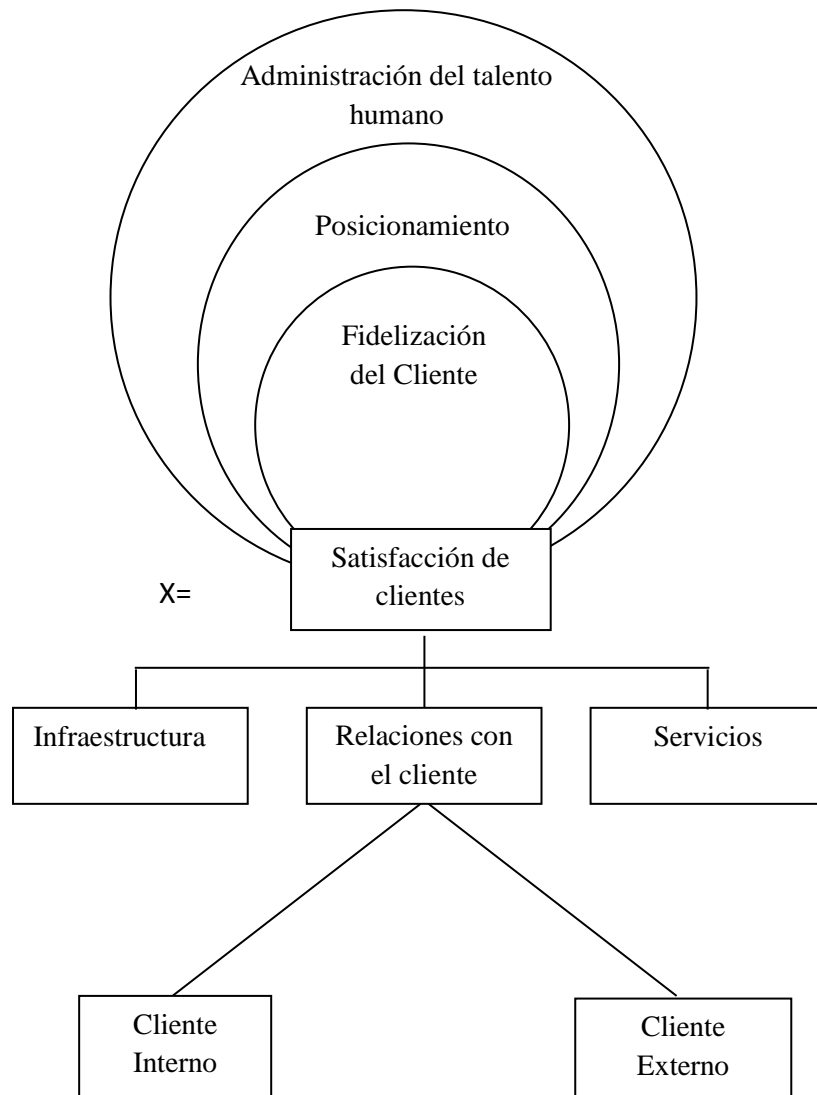 Administración del talento
humano
Posicionamiento
Fidelización
del Cliente
Satisfacción de
clientes
X=
Infraestructura
Relaciones con
el cliente
Servicios
Cliente
Interno
Cliente
Externo